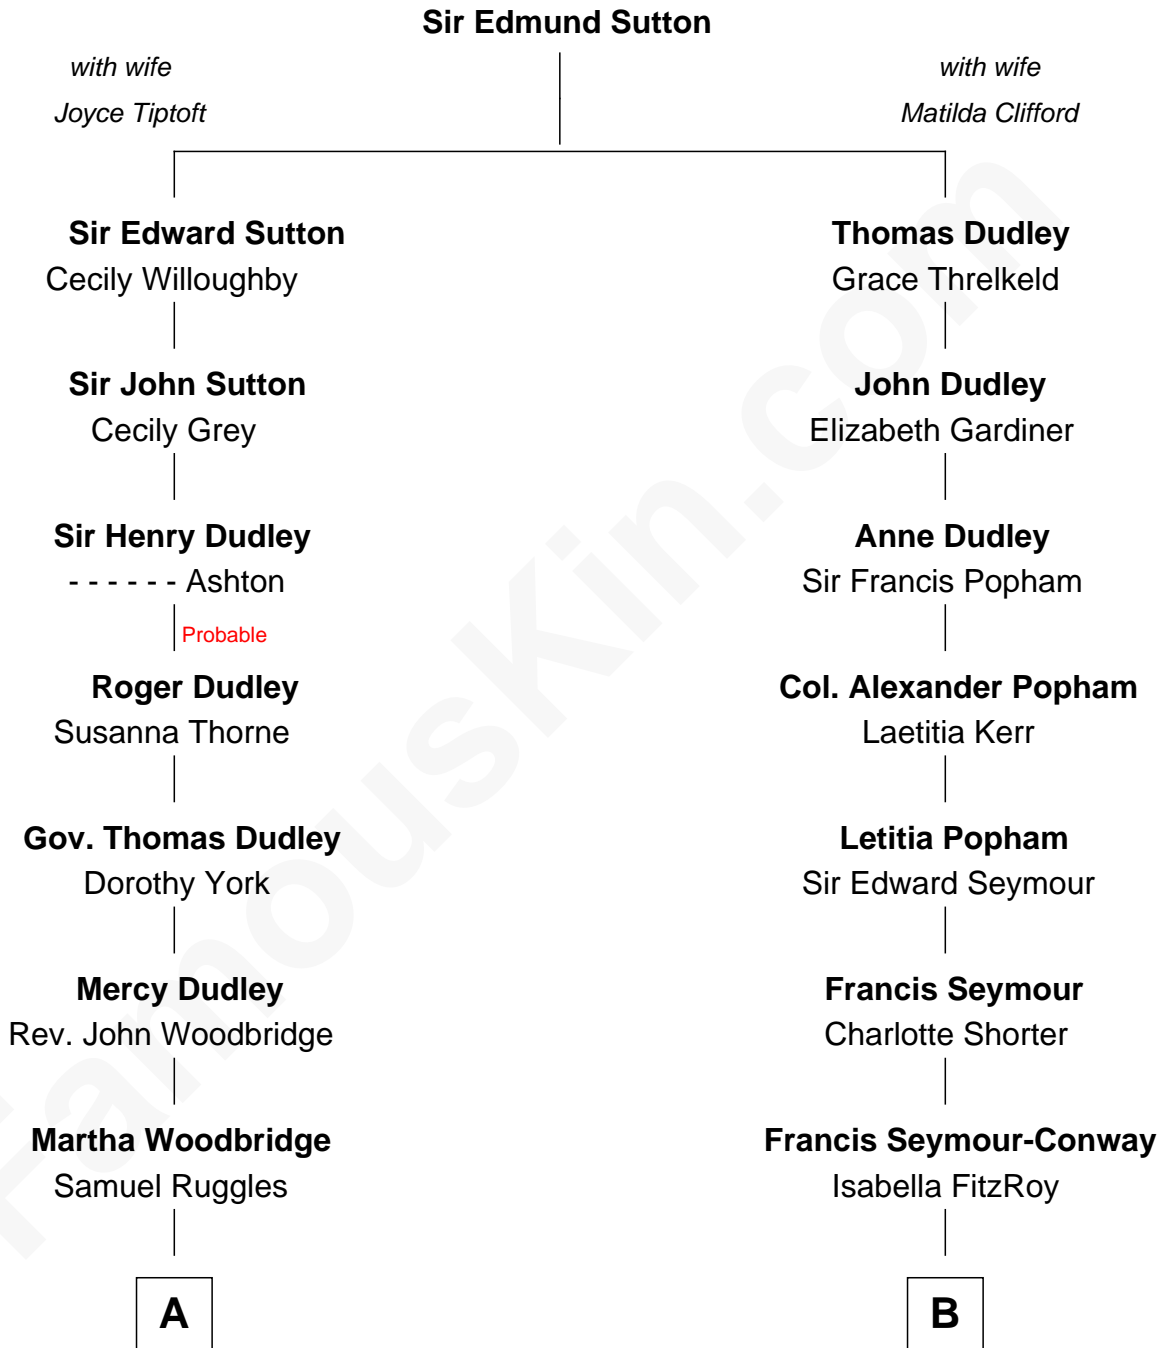 Sir Edmund Sutton
with wife
Joyce Tiptoft
with wife
Matilda Clifford
Sir Edward Sutton
Cecily Willoughby
Sir John Sutton
Cecily Grey
Sir Henry Dudley
- - - - - - Ashton
Probable
Roger Dudley
Susanna Thorne
Gov. Thomas Dudley
Dorothy York
Mercy Dudley
Rev. John Woodbridge
Martha Woodbridge
Samuel Ruggles
A
Thomas Dudley
Grace Threlkeld
John Dudley
Elizabeth Gardiner
Anne Dudley
Sir Francis Popham
Col. Alexander Popham
Laetitia Kerr
Letitia Popham
Sir Edward Seymour
Francis Seymour
Charlotte Shorter
Francis Seymour-Conway
Isabella FitzRoy
B
FamousKin.com